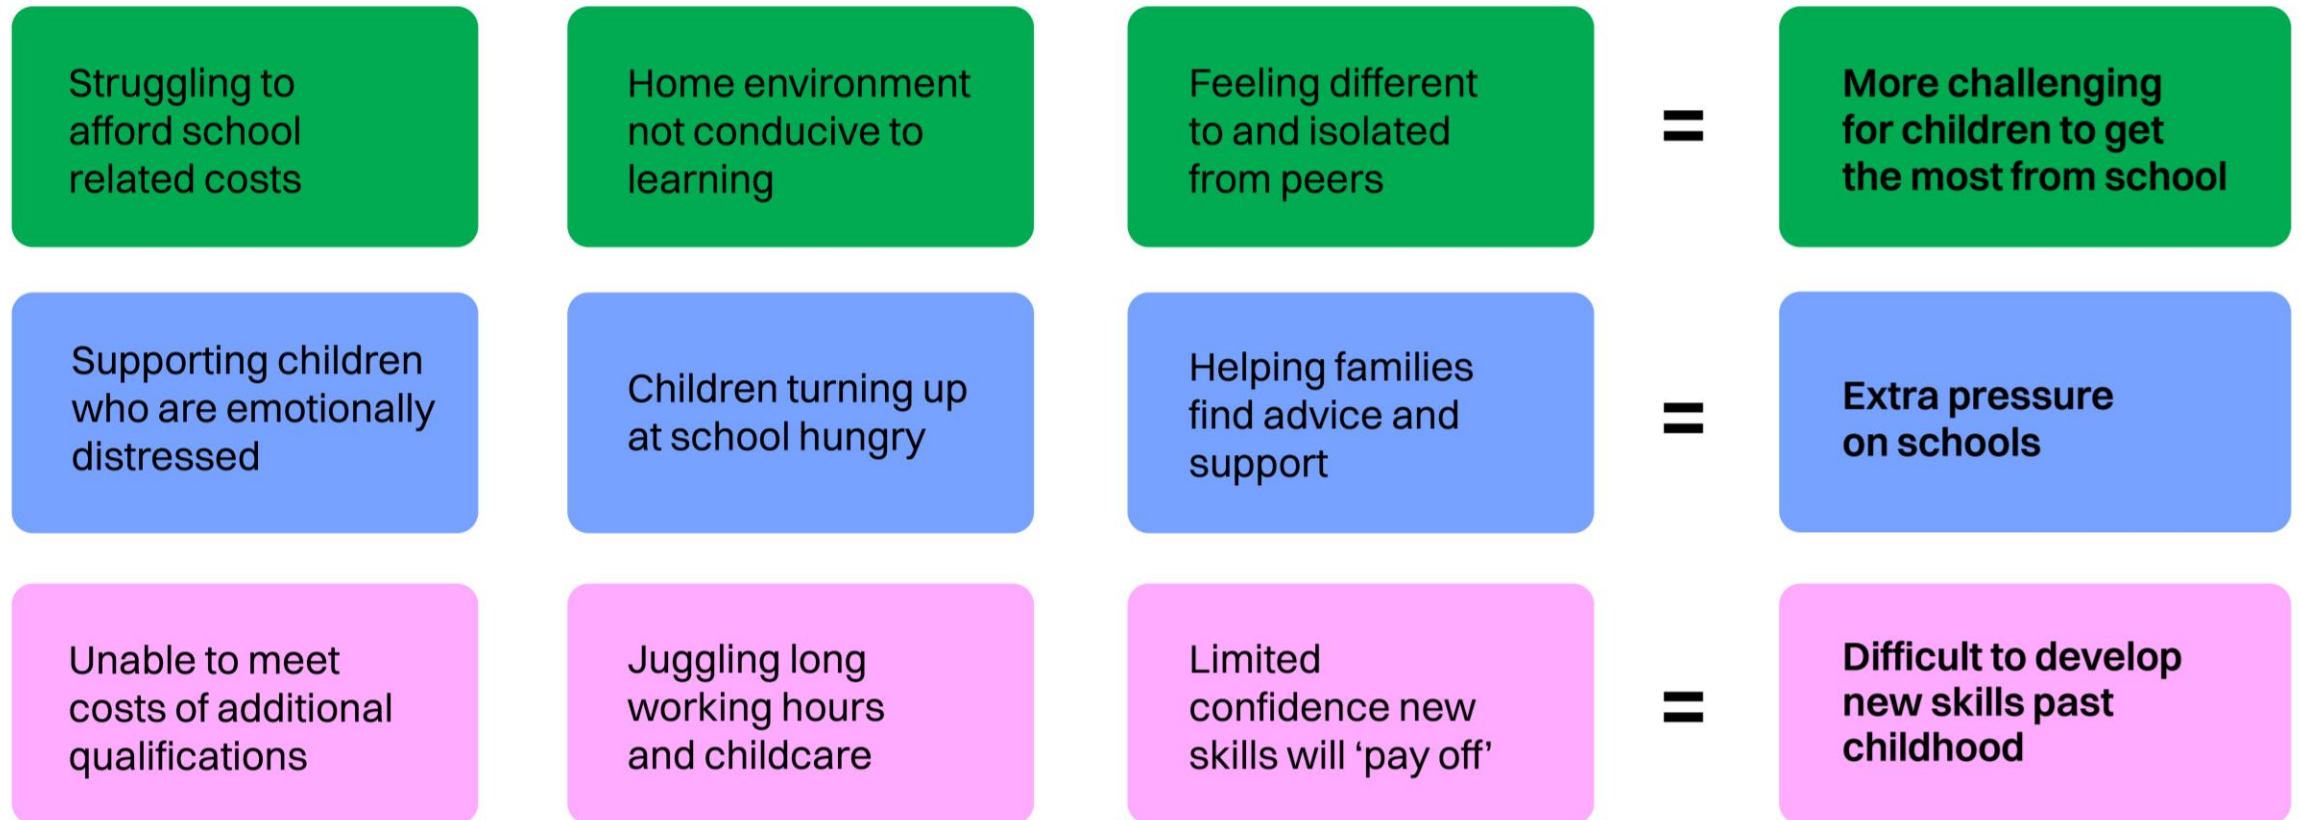 Struggling to
afford school
related costs
Home environment
not conducive to
learning
Feeling different
to and isolated
from peers
=
More challenging
for children to get
the most from school
Supporting children
who are emotionally
distressed
Children turning up
at school hungry
Helping families
find advice and
support
=
Extra pressure
on schools
Unable to meet
costs of additional
qualifications
Juggling long
working hours
and childcare
Limited
confidence new
skills will ‘pay off’
=
Difficult to develop
new skills past
childhood